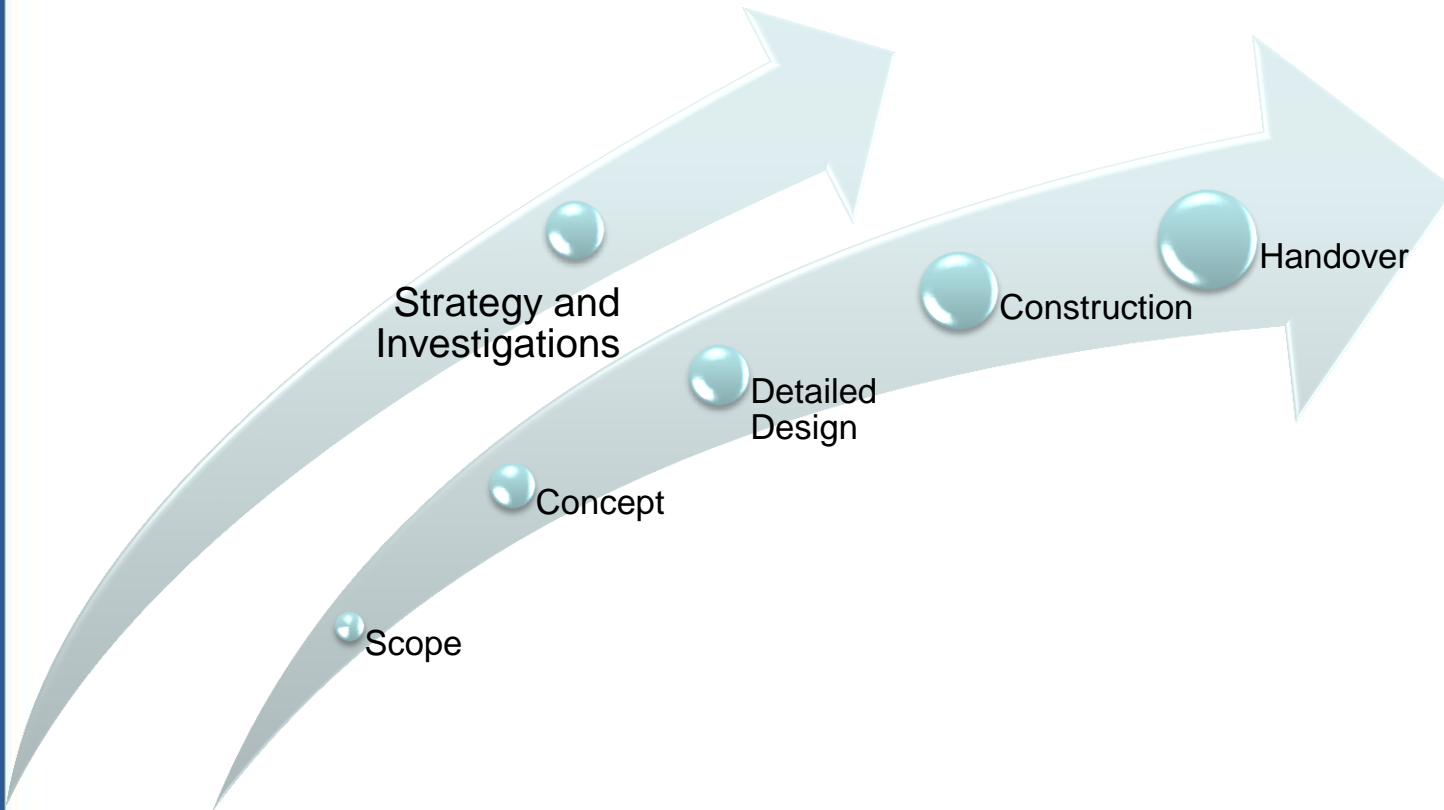 Strategy and
Investigations
Scope
Concept
Detailed
Design
Construction
Handover